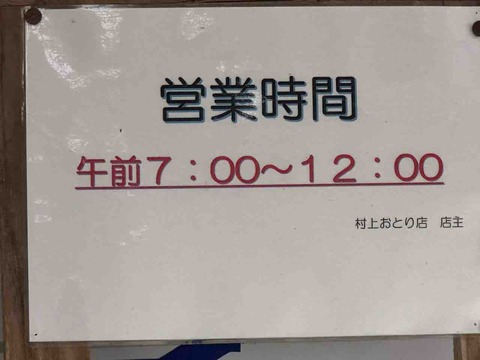 営業時間
午前７：００～１２：００
村上おとり店　店主